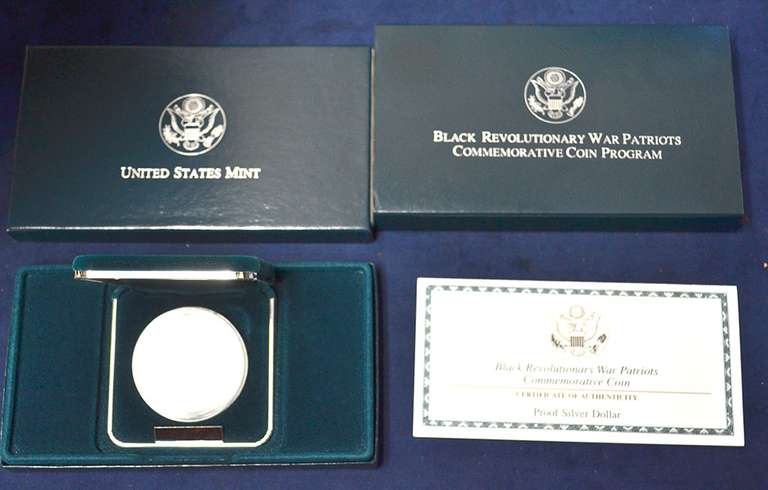 UNITED STATES MINT
BLACK REVOLUTIONARY WAR PATRIOTS
COMMEMORATIVE COIN PROGRAM
Black Revolutionary War Patriots
Commemorative Coin
CERTIFICATE OF AUTHENTICITY
Proof Silver Dollar